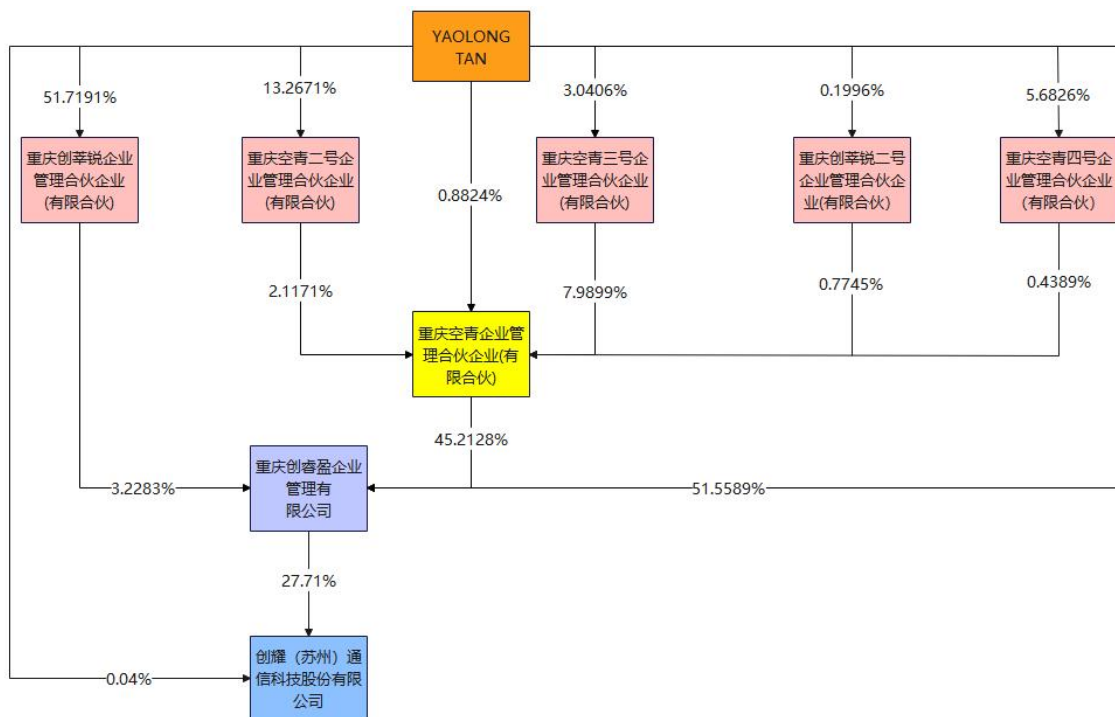 YAOLONG
TAN
51.7191%
13.2671%
0.8824%
3.0406%
0.1996%
5.6826%
重庆创莘锐企业
管理合伙企业
(有限合伙)
重庆空青二号企
业管理合伙企业
(有限合伙)
重庆空青三号企
业管理合伙企业
(有限合伙)
重庆创莘锐二号
企业管理合伙企
业(有限合伙)
重庆空青四号企
业管理合伙企业
(有限合伙)
2.1171%
7.9899%
0.7745%
0.4389%
重庆空青企业管
理合伙企业(有
限合伙)
45.2128%
3.2283%
重庆创睿盈企业
管理有
限公司
51.5589%
27.71%
创耀（苏州）通
信科技股份有限
公司
0.04%